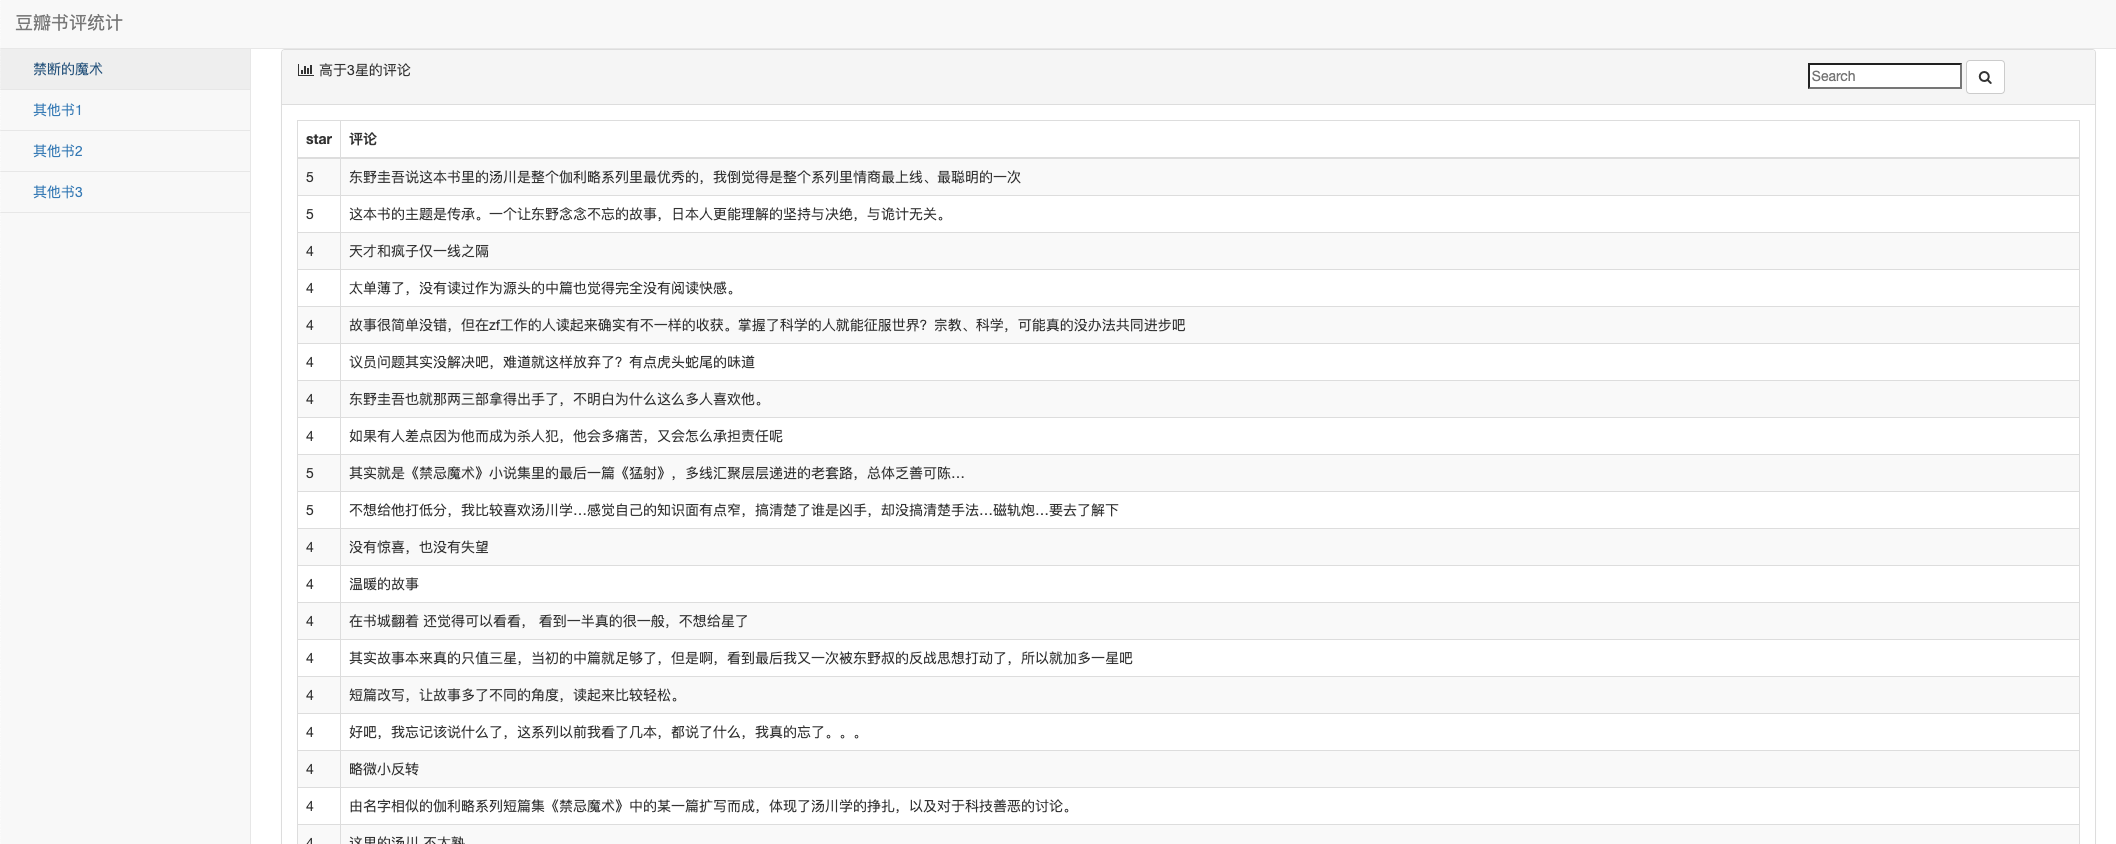 豆瓣书评统计
禁断的魔术
其他书1
其他书2
其他书3
高于3星的评论
Search
star 评论
5 东野圭吾说这本书里的汤川是整个伽利略系列里最优秀的，我倒觉得是整个系列里情商最上线、最聪明的一次
5 这本书的主题是传承。一个让东野念念不忘的故事，日本人更能理解的坚持与决绝，与诡计无关。
4 天才和疯子仅一线之隔
4 太单薄了，没有读过作为源头的中篇也觉得完全没有阅读快感。
4 故事很简单没错，但在zf工作的人读起来确实有不一样的收获。掌握了科学的人就能征服世界？宗教、科学，可能真的没办法共同进步吧
4 议员问题其实没解决吧，难道就这样放弃了？有点虎头蛇尾的味道
4 东野圭吾也就那两三部拿得出手了，不明白为什么这么多人喜欢他。
4 如果有人差点因为他而成为杀人犯，他会多痛苦，又会怎么承担责任呢
5 其实就是《禁忌魔术》小说集里的最后一篇《猛射》，多线汇聚层层递进的老套路，总体乏善可陈…
5 不想给他打低分，我比较喜欢汤川学…感觉自己的知识面有点窄，搞清楚了谁是凶手，却没搞清楚手法…磁轨炮…要去了解下
4 没有惊喜，也没有失望
4 温暖的故事
4 在书城翻着 还觉得可以看看， 看到一半真的很一般，不想给星了
4 其实故事本来真的只值三星，当初的中篇就足够了，但是啊，看到最后我又一次被东野叔的反战思想打动了，所以就加多一星吧
4 短篇改写，让故事多了不同的角度，读起来比较轻松。
4 好吧，我忘记该说什么了，这系列以前我看了几本，都说了什么，我真的忘了。。。
4 略微小反转
4 由名字相似的伽利略系列短篇集《禁忌魔术》中的某一篇扩写而成，体现了汤川学的挣扎，以及对于科技善恶的讨论。
4 这里的汤川 不太熟